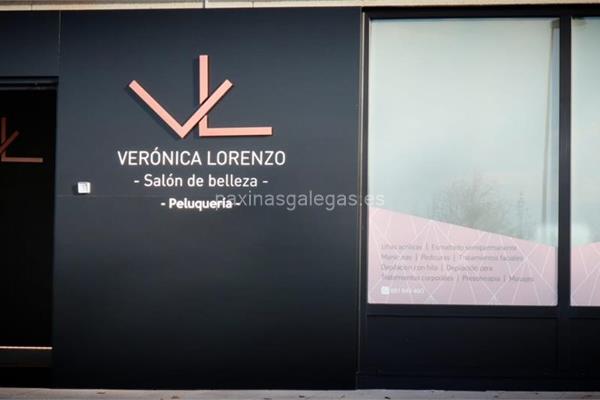 VL
VERÓNICA LORENZO
- Salón de belleza -
- Peluquería -
paxinasgalegas.es
Uñas acrílicas | Esmaltado semipermanente
Manicuras | Pedicuras | Tratamientos faciales
Depilación con hilo | Depilación cera
Tratamientos corporales | Presoterapia | Masajes